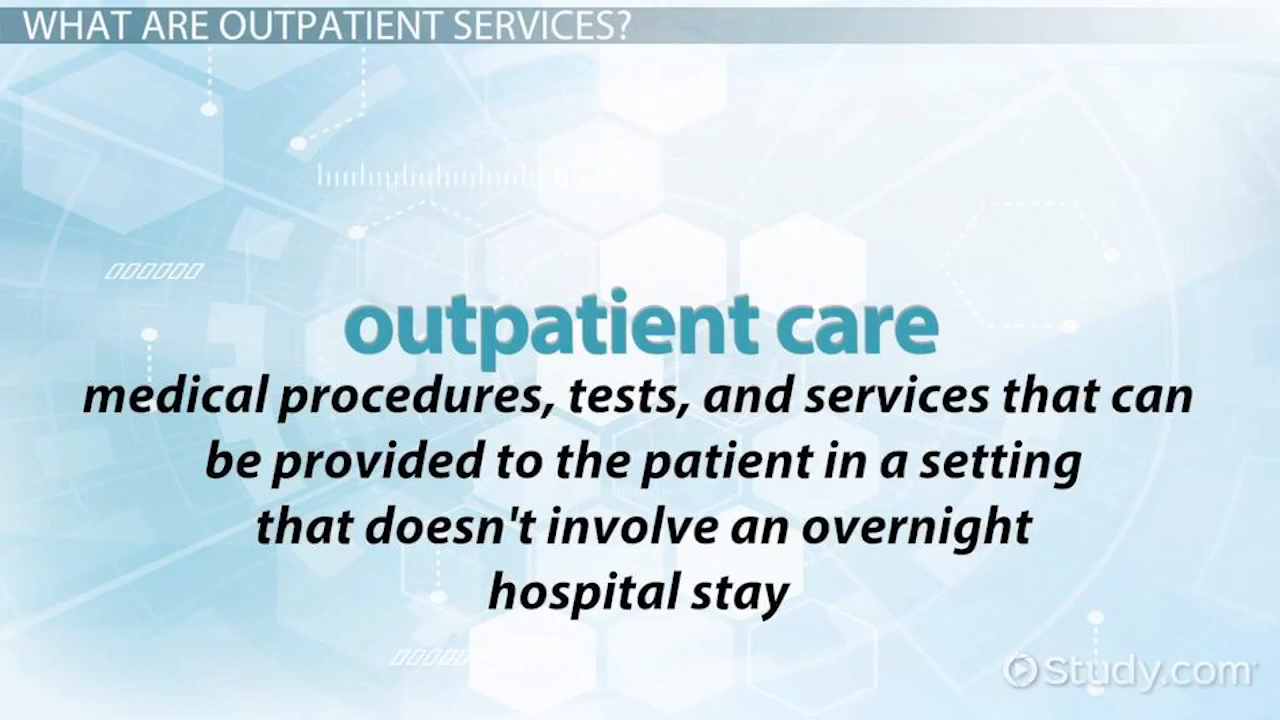 WHAT ARE OUTPATIENT SERVICES?
outpatient care
medical procedures, tests, and services that can
be provided to the patient in a setting
that doesn't involve an overnight
hospital stay
Study.com